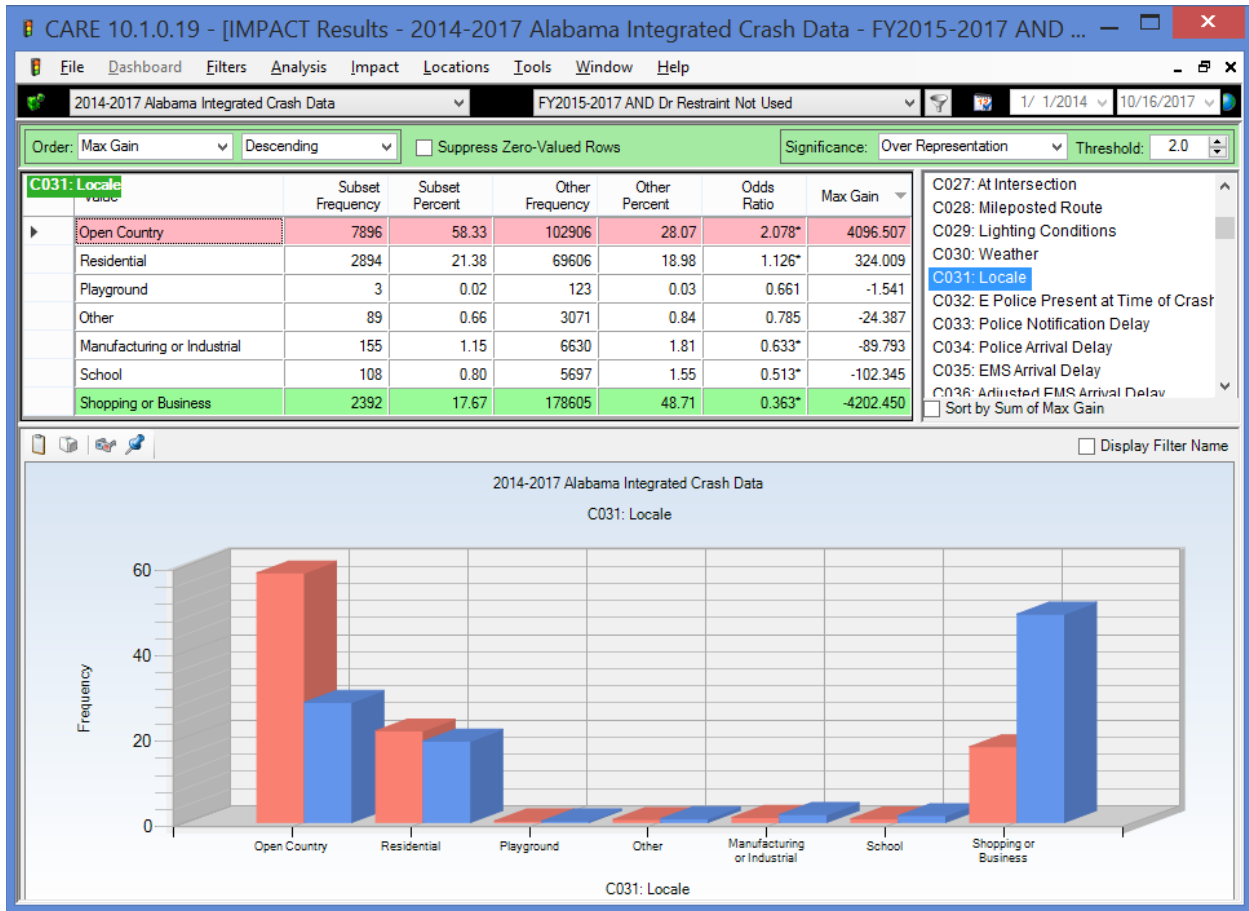 CARE 10.1.0.19 - [IMPACT Results - 2014-2017 Alabama Integrated Crash Data - FY2015-2017 AND ...
File Dashboard Filters Analysis Impact Locations Tools Window Help
2014-2017 Alabama Integrated Crash Data FY2015-2017 AND Dr Restraint Not Used 1/ 1/2014 10/16/2017
Order: Max Gain Descending Suppress Zero-Valued Rows Significance: Over Representation Threshold: 2.0
C031: Locale
Value Subset Frequency Subset Percent Other Frequency Other Percent Odds Ratio Max Gain
Open Country 7896 58.33 102906 28.07 2.078* 4096.507
Residential 2894 21.38 69606 18.98 1.126* 324.009
Playground 3 0.02 123 0.03 0.661 -1.541
Other 89 0.66 3071 0.84 0.785 -24.387
Manufacturing or Industrial 155 1.15 6630 1.81 0.633* -89.793
School 108 0.80 5697 1.55 0.513* -102.345
Shopping or Business 2392 17.67 178605 48.71 0.363* -4202.450
C027: At Intersection
C028: Mileposted Route
C029: Lighting Conditions
C030: Weather
C031: Locale
C032: E Police Present at Time of Crash
C033: Police Notification Delay
C034: Police Arrival Delay
C035: EMS Arrival Delay
C036: Adjusted EMS Arrival Delay
Sort by Sum of Max Gain
Display Filter Name
2014-2017 Alabama Integrated Crash Data
C031: Locale
60
40
20
0
Frequency
Open Country Residential Playground Other Manufacturing or Industrial School Shopping or Business
C031: Locale